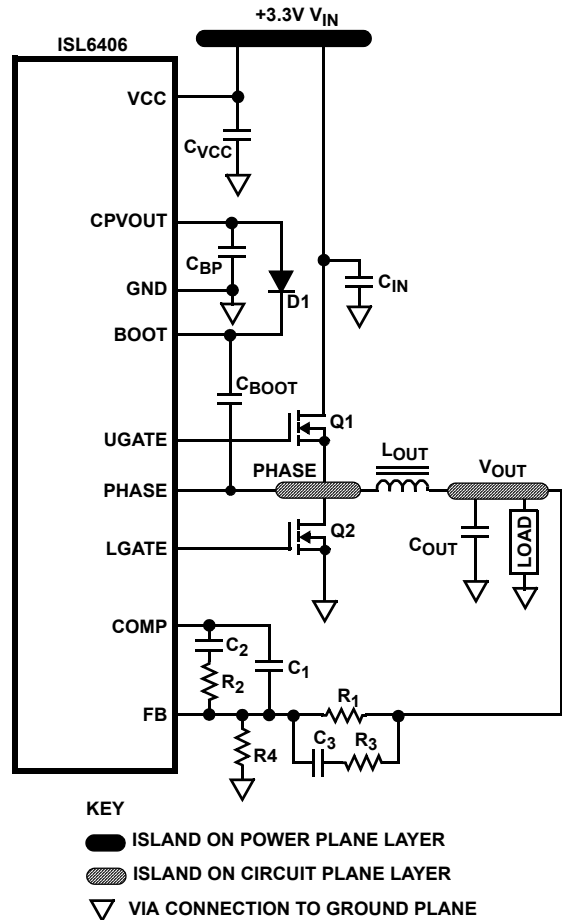 +3.3V VIN
ISL6406
VCC
CVCC
CPVOUT
CBP
GND
D1
CIN
BOOT
CBOOT
Q1
UGATE
LOUT
PHASE
PHASE
VOUT
Q2
COUT
LOAD
LGATE
COMP
C2
C1
R2
R1
FB
C3
R3
R4
KEY
ISLAND ON POWER PLANE LAYER
ISLAND ON CIRCUIT PLANE LAYER
VIA CONNECTION TO GROUND PLANE